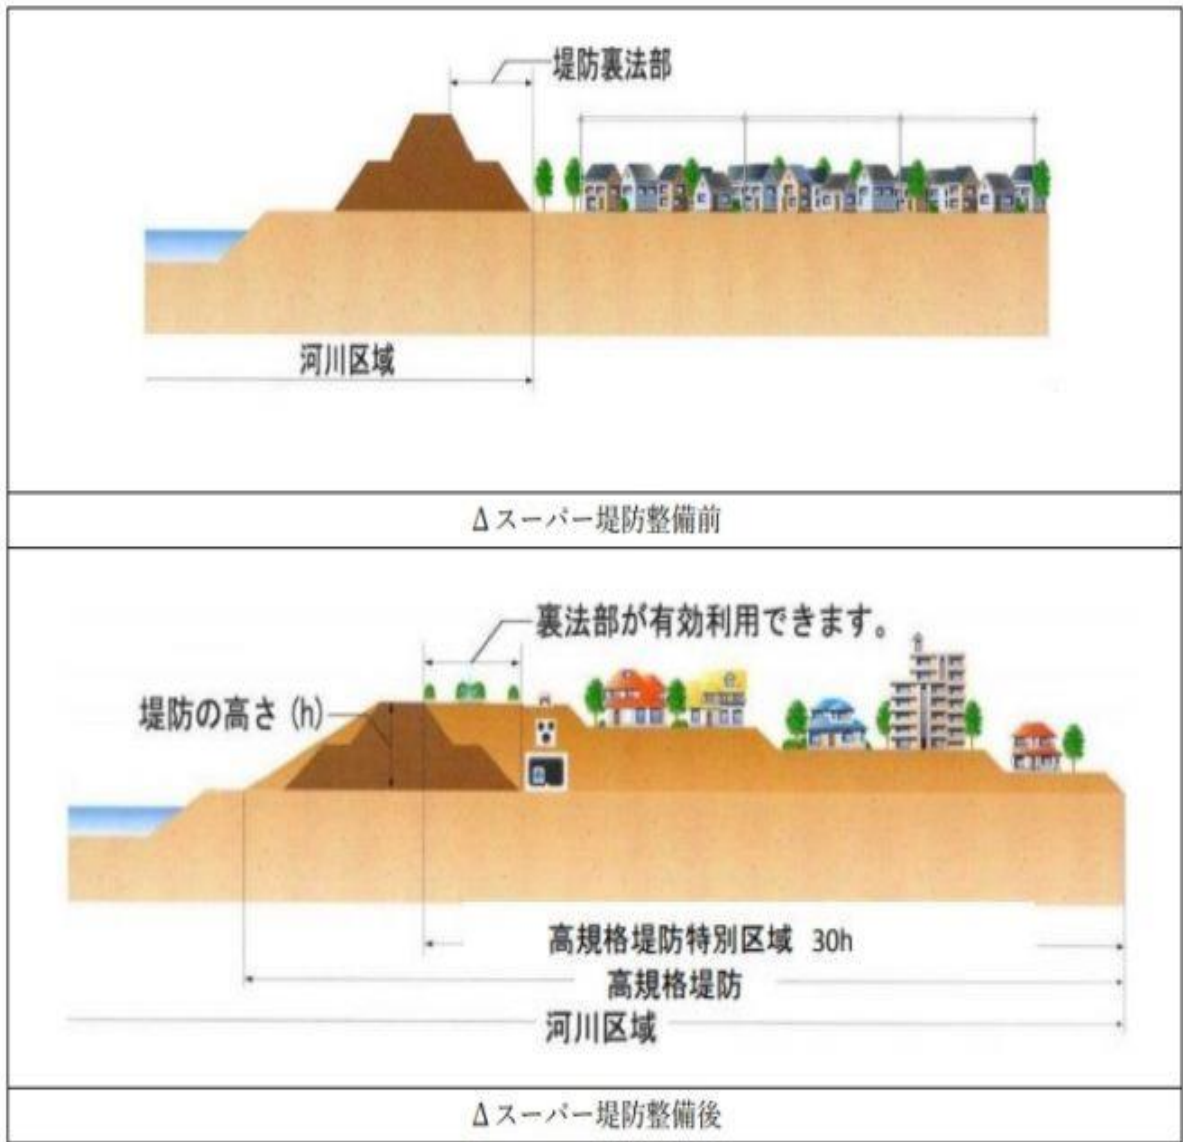 堤防裏法部
河川区域
Δスーパー堤防整備前
裏法部が有効利用できます。
堤防の高さ (h)
高規格堤防特別区域 30h
高規格堤防
河川区域
Δスーパー堤防整備後